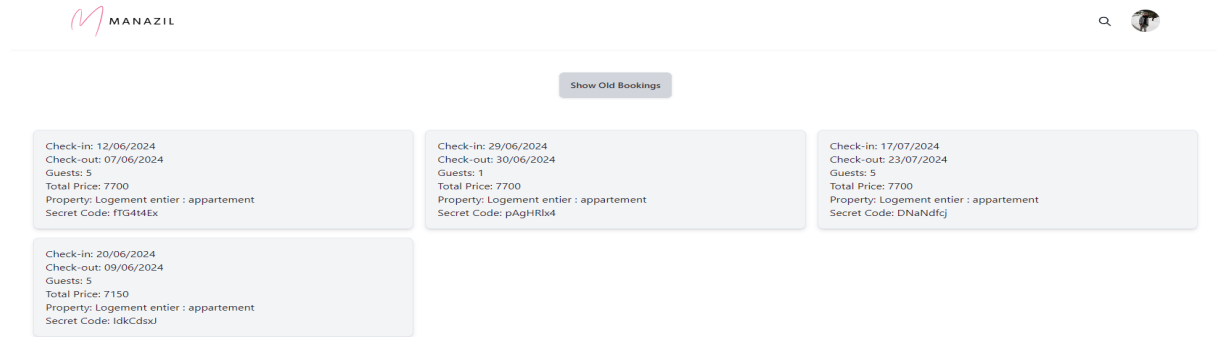 MANAZIL
Show Old Bookings
Check-in: 12/06/2024
Check-out: 07/06/2024
Guests: 5
Total Price: 7700
Property: Logement entier : appartement
Secret Code: fTG4t4Ex
Check-in: 29/06/2024
Check-out: 30/06/2024
Guests: 1
Total Price: 7700
Property: Logement entier : appartement
Secret Code: pAgHRlx4
Check-in: 17/07/2024
Check-out: 23/07/2024
Guests: 5
Total Price: 7700
Property: Logement entier : appartement
Secret Code: DNaNdfcj
Check-in: 20/06/2024
Check-out: 09/06/2024
Guests: 5
Total Price: 7150
Property: Logement entier : appartement
Secret Code: IdkCdsxJ